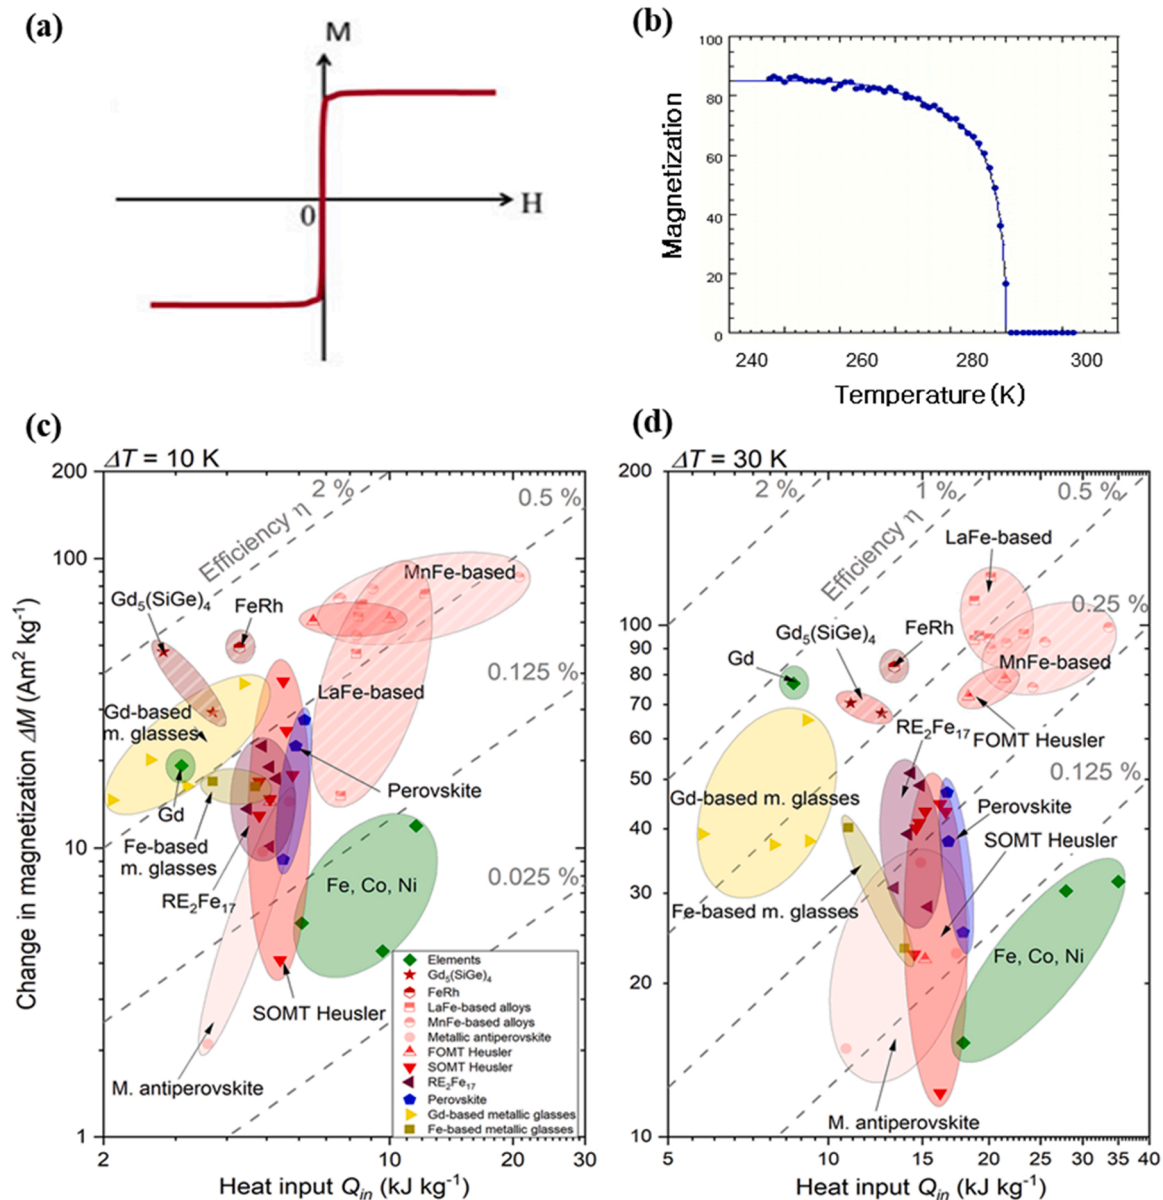 (a)
M
H
0
(b)
100
80
60
40
20
0
Magnetization
240
260
280
300
Temperature(K)
(c)
ΔT = 10 K
200
100
10
1
Change in magnetization ΔM (Am² kg⁻¹)
2 %
0.5 %
Efficiency η
Gd₅(SiGe)₄
FeRh
MnFe-based
0.125 %
LaFe-based
Gd-based
m. glasses
Gd
Perovskite
Fe-based
m. glasses
RE₂Fe₁₇
Fe, Co, Ni
0.025 %
SOMT Heusler
M. antiperovskite
Elements
Gd₅(SiGe)₄
FeRh
LaFe-based alloys
MnFe-based alloys
Metallic antiperovskite
FOMT Heusler
SOMT Heusler
RE₂Fe₁₇
Perovskite
Gd-based metallic glasses
Fe-based metallic glasses
2
10
20
30
Heat input Qin (kJ kg⁻¹)
(d)
ΔT = 30 K
200
100
90
80
70
60
50
40
30
20
10
2 %
1 %
0.5 %
Efficiency η
LaFe-based
0.25 %
Gd₅(SiGe)₄
FeRh
Gd
MnFe-based
RE₂Fe₁₇
FOMT Heusler
0.125 %
Gd-based m. glasses
Perovskite
SOMT Heusler
Fe-based m. glasses
Fe, Co, Ni
M. antiperovskite
5
10
15
20
25
30
35
40
Heat input Qin (kJ kg⁻¹)